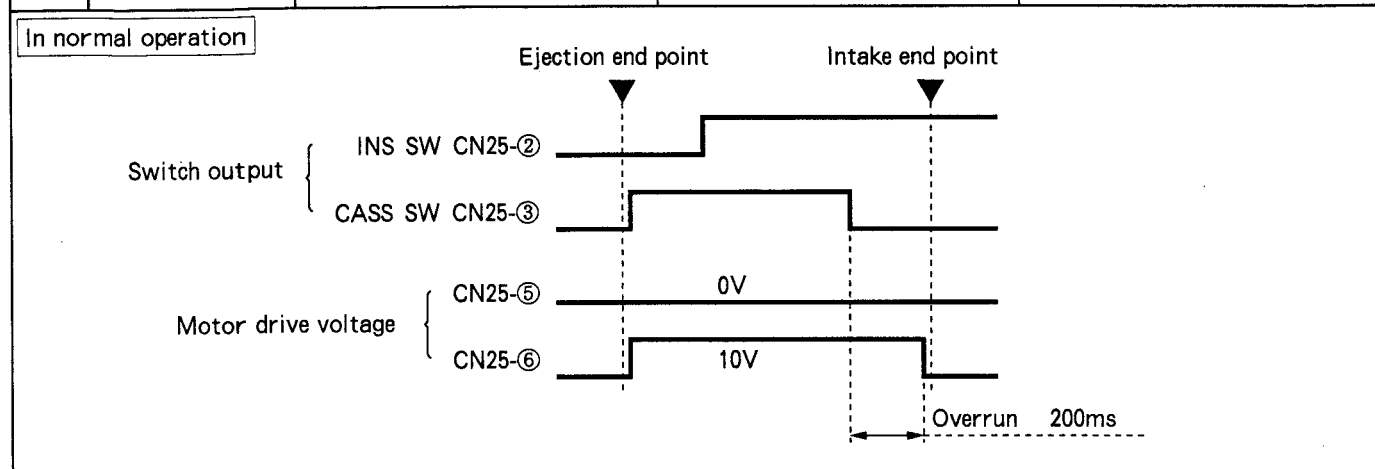 In normal operation
Ejection end point Intake end point
INS SW CN25-②
Switch output
CASS SW CN25-③
CN25-⑤ 0V
Motor drive voltage
CN25-⑥ 10V
Overrun 200ms